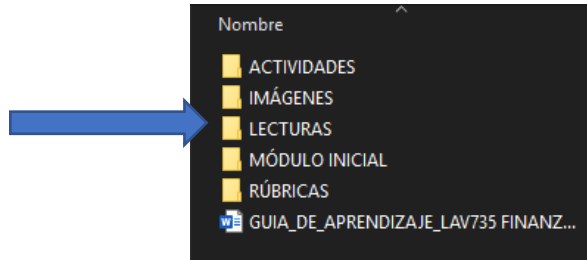 Nombre
ACTIVIDADES
IMÁGENES
LECTURAS
MÓDULO INICIAL
RÚBRICAS
GUIA_DE_APRENDIZAJE_LAV735 FINANZ...